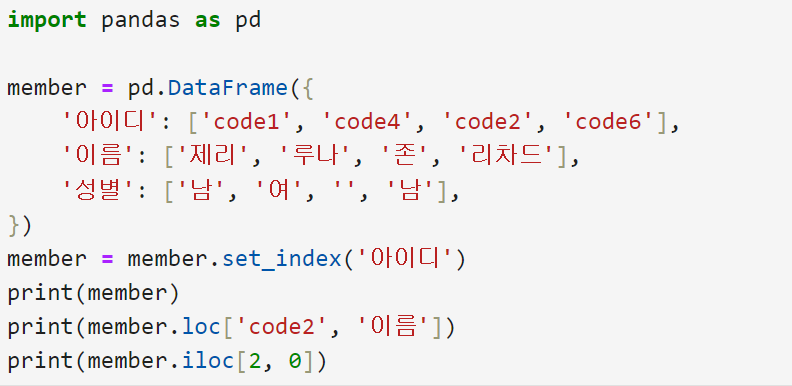 import pandas as pd
member = pd.DataFrame({
    '아이디': ['code1', 'code4', 'code2', 'code6'],
    '이름': ['제리', '루나', '존', '리차드'],
    '성별': ['남', '여', '', '남'],
})
member = member.set_index('아이디')
print(member)
print(member.loc['code2', '이름'])
print(member.iloc[2, 0])